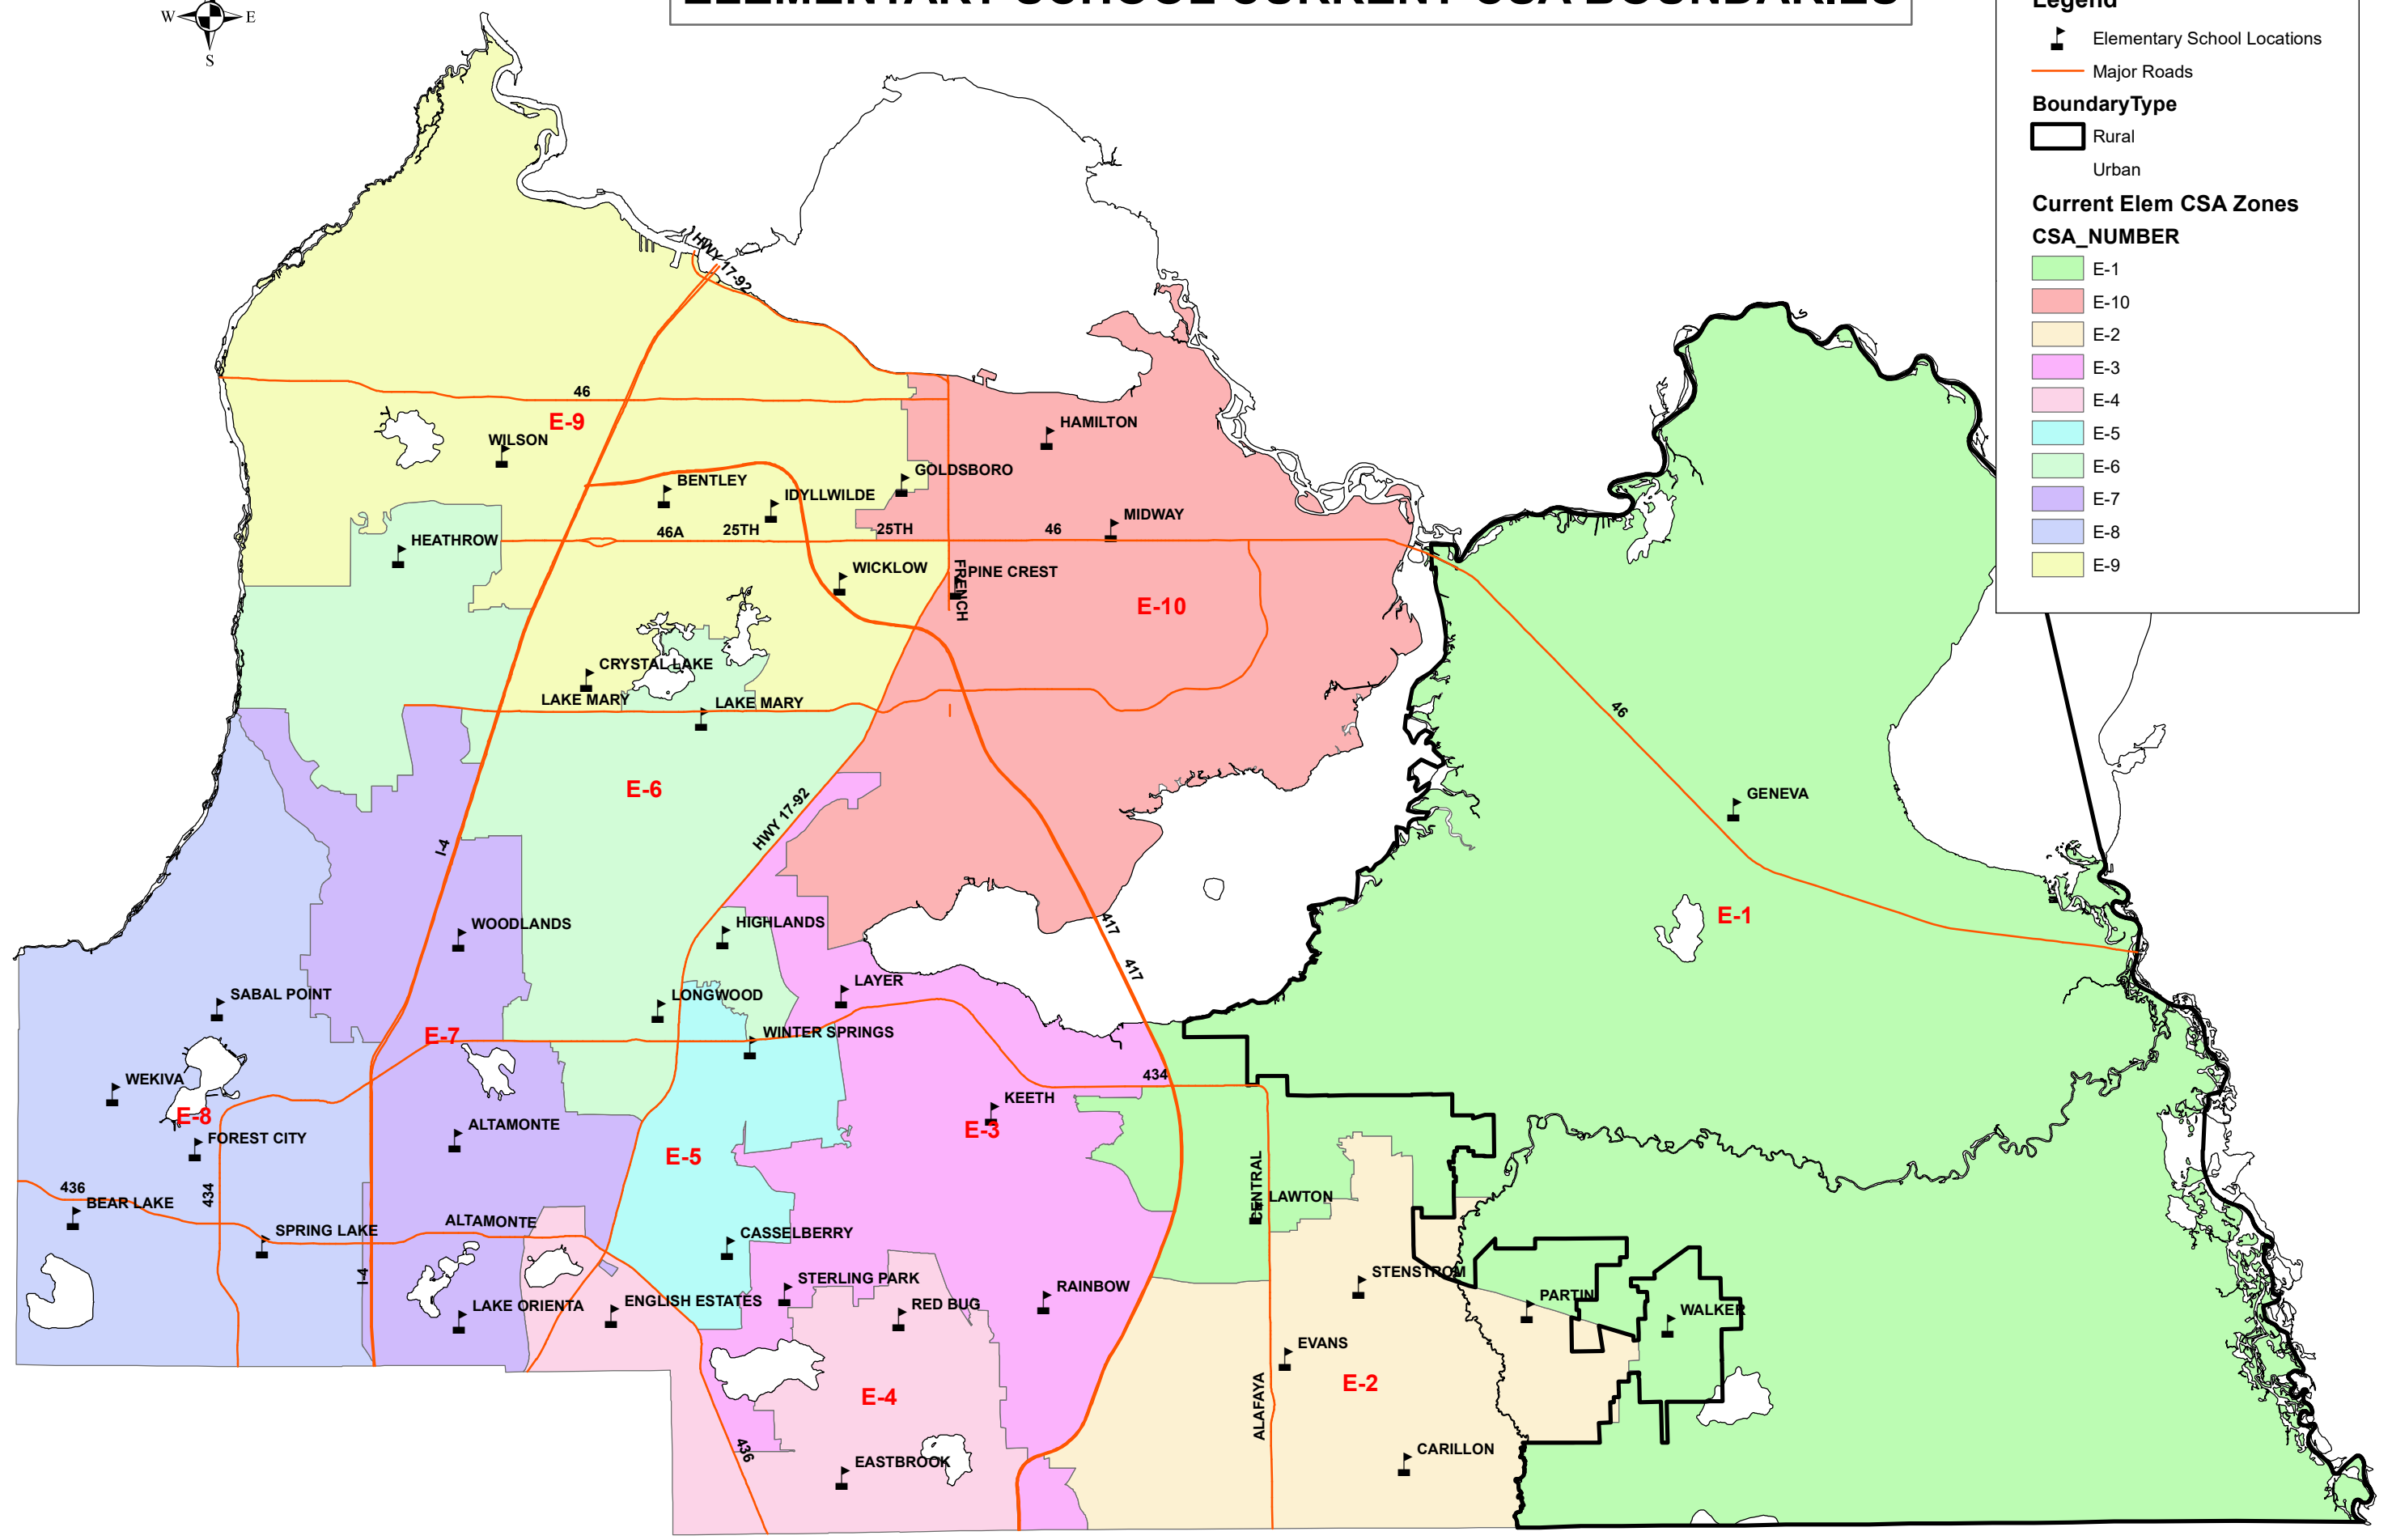 ELEMENTARY SCHOOL CURRENT CSA BOUNDARIES
W
E
S
Legend
Elementary School Locations
Major Roads
BoundaryType
Rural
Urban
Current Elem CSA Zones
CSA_NUMBER
E-1
E-10
E-2
E-3
E-4
E-5
E-6
E-7
E-8
E-9
HWY 17-92
46
E-9
WILSON
HAMILTON
GOLDSBORO
BENTLEY
IDYLLWILDE
MIDWAY
46A
25TH
25TH
46
HEATHROW
WICKLOW
FRENCH
PINE CREST
E-10
CRYSTAL LAKE
LAKE MARY
LAKE MARY
46
E-6
GENEVA
HWY 17-92
I-4
E-1
WOODLANDS
HIGHLANDS
417
417
LAYER
SABAL POINT
LONGWOOD
E-7
WINTER SPRINGS
434
WEKIVA
KEETH
E-8
E-3
FOREST CITY
ALTAMONTE
E-5
CENTRAL
LAWTON
436
434
BEAR LAKE
SPRING LAKE
ALTAMONTE
CASSELBERRY
I-4
STERLING PARK
STENSTROM
RAINBOW
PARTIN
WALKER
LAKE ORIENTA
ENGLISH ESTATES
RED BUG
EVANS
E-4
E-2
ALAFAYA
436
EASTBROOK
CARILLON